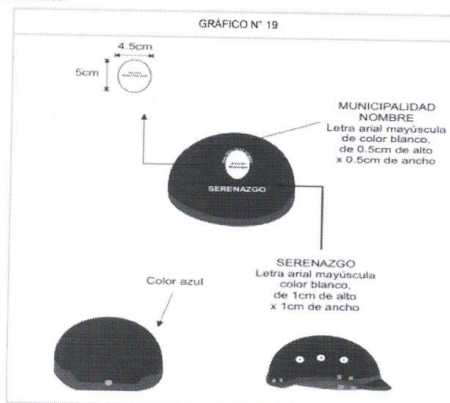 GRÁFICO N° 19
4.5cm
5cm
MUNICIPALIDAD
NOMBRE
Letra arial mayúscula
de color blanco,
de 0.5cm de alto
x 0.5cm de ancho
SERENAZGO
SERENAZGO
Letra arial mayúscula
color blanco,
de 1cm de alto
x 1cm de ancho
Color azul